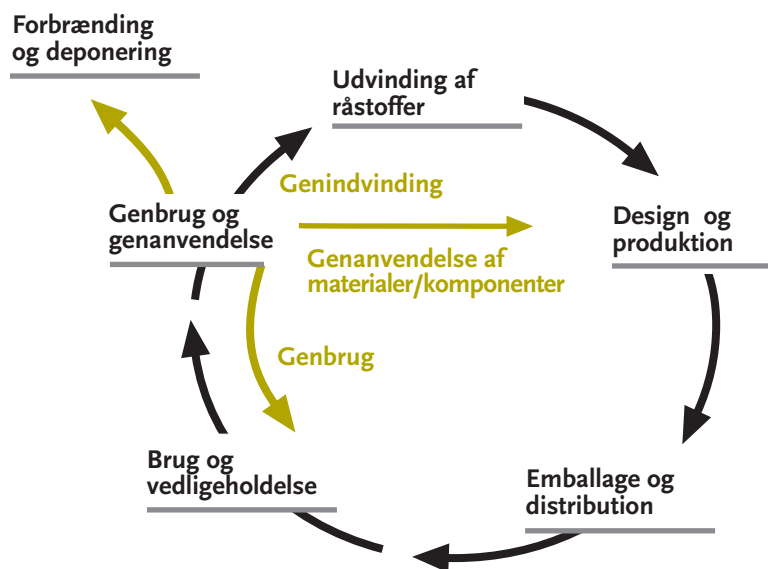 Forbrænding
og deponering
Udvinding af
råstoffer
Genindvinding
Genbrug og
genanvendelse
Design og
produktion
Genanvendelse af
materialer/komponenter
Genbrug
Brug og
vedligeholdelse
Emballage og
distribution